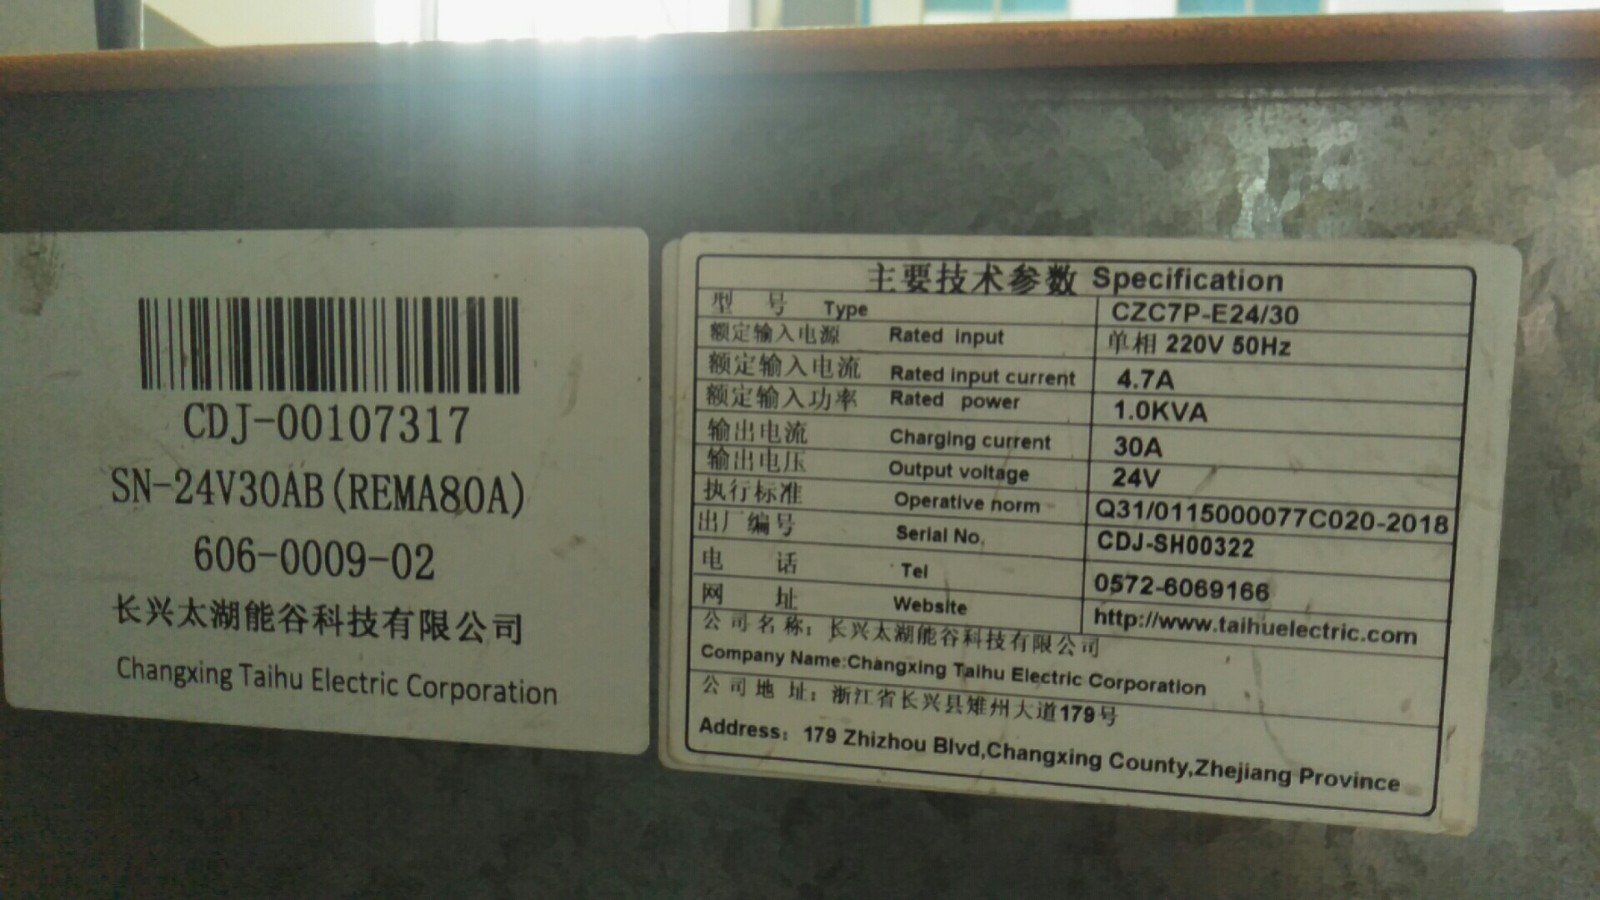 CDJ-00107317
SN-24V30AB(REMA80A)
606-0009-02
长兴太湖能谷科技有限公司
Changxing Taihu Electric Corporation
主要技术参数 Specification
型 号 Type CZC7P-E24/30
额定输入电源 Rated input 单相 220V 50Hz
额定输入电流 Rated input current 4.7A
额定输入功率 Rated power 1.0KVA
输出电流 Charging current 30A
输出电压 Output voltage 24V
执行标准 Operative norm Q31/0115000077C020-2018
出厂编号 Serial No. CDJ-SH00322
电 话 Tel 0572-6069166
网 址 Website http://www.taihuelectric.com
公司名称：长兴太湖能谷科技有限公司
Company Name:Changxing Taihu Electric Corporation
公司地址：浙江省长兴县雉州大道179号
Address：179 Zhizhou Blvd,Changxing County,Zhejiang Province